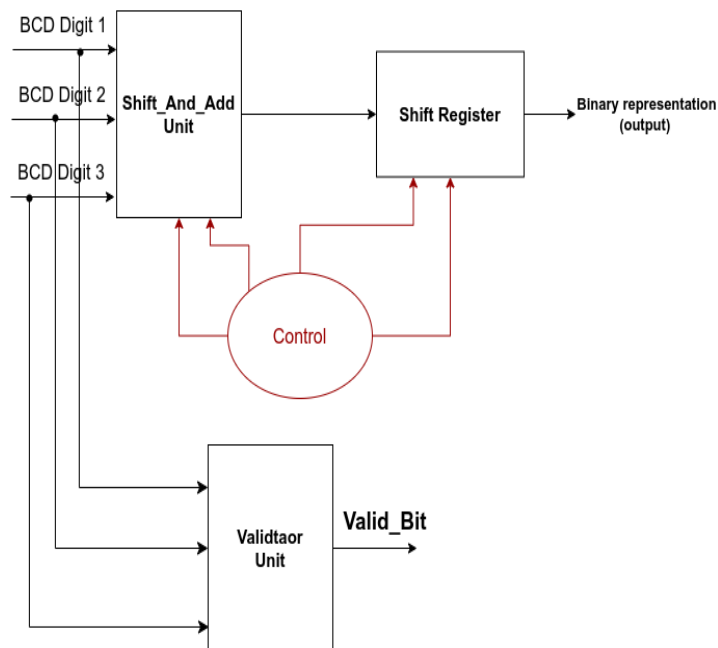 BCD Digit 1
BCD Digit 2
BCD Digit 3
Shift_And_Add
Unit
Shift Register
Binary representation
(output)
Control
Validtaor
Unit
Valid_Bit